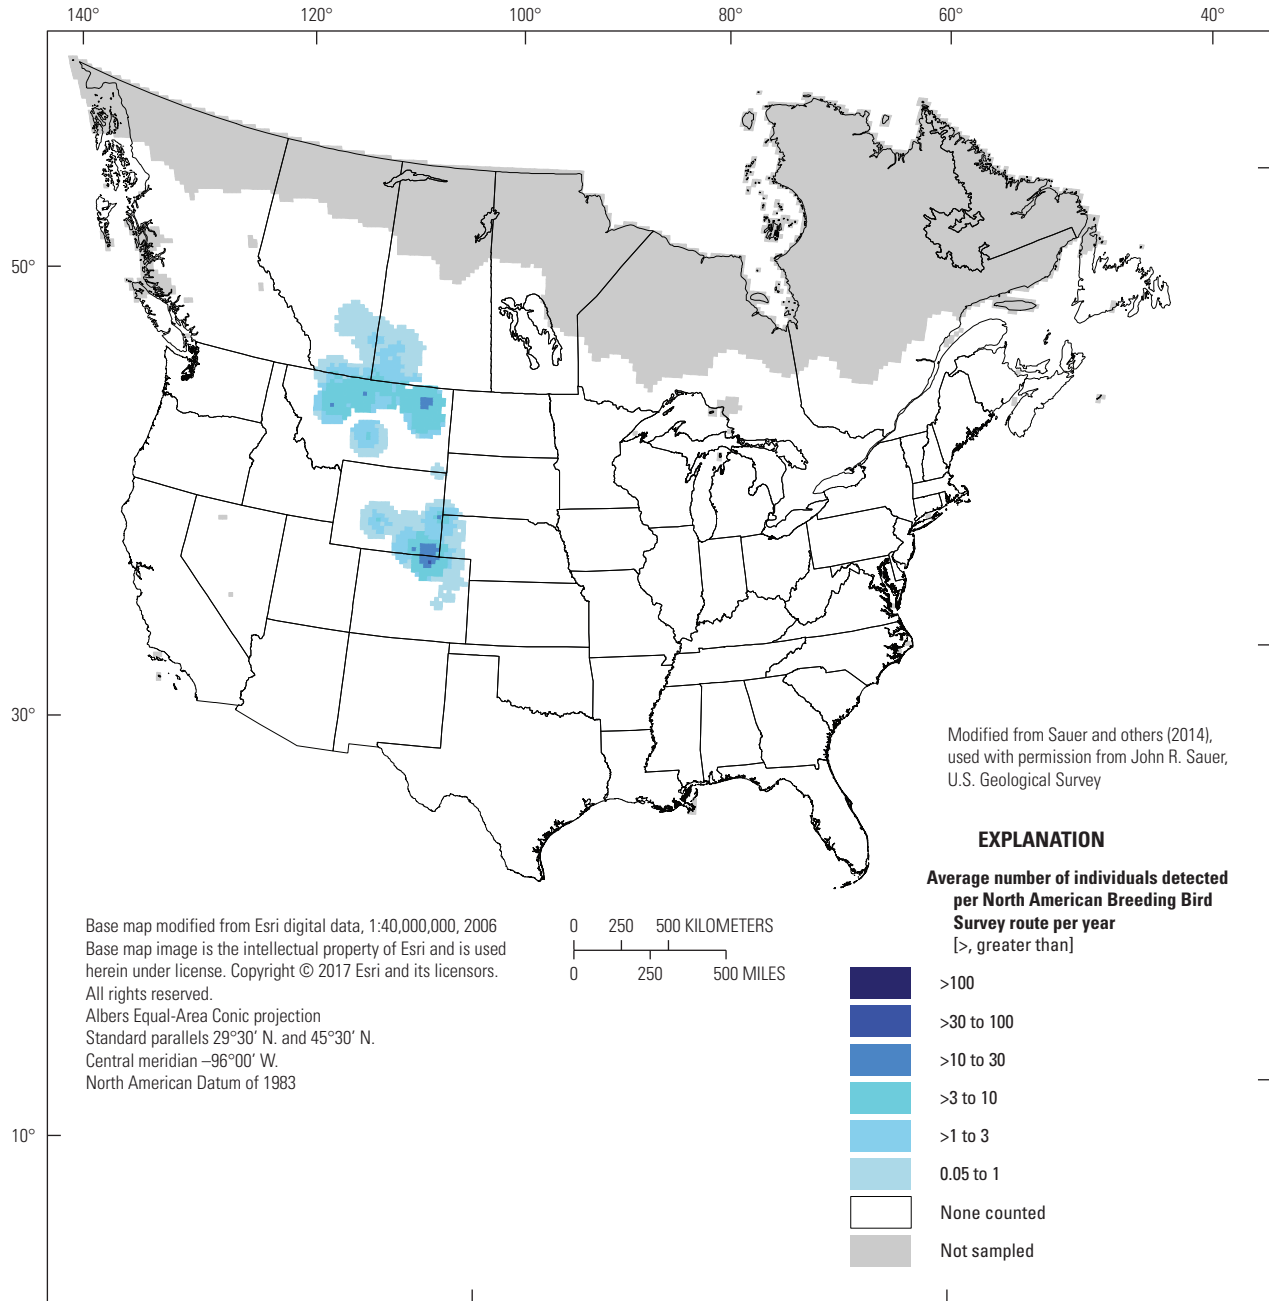 140° 120° 100° 80° 60° 40°
50°
30°
10°
Modified from Sauer and others (2014),
used with permission from John R. Sauer,
U.S. Geological Survey
EXPLANATION
Average number of individuals detected
per North American Breeding Bird
Survey route per year
[>, greater than]
>100
>30 to 100
>10 to 30
>3 to 10
>1 to 3
0.05 to 1
None counted
Not sampled
Base map modified from Esri digital data, 1:40,000,000, 2006
Base map image is the intellectual property of Esri and is used
herein under license. Copyright © 2017 Esri and its licensors.
All rights reserved.
Albers Equal-Area Conic projection
Standard parallels 29°30′ N. and 45°30′ N.
Central meridian –96°00′ W.
North American Datum of 1983
0 250 500 KILOMETERS
0 250 500 MILES